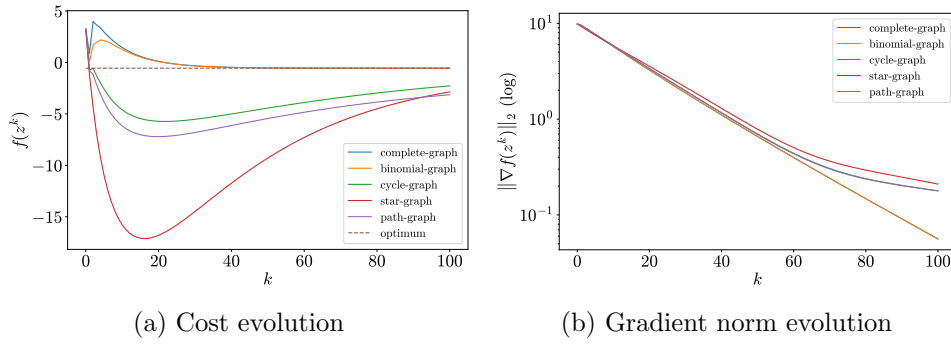 5
0
−5
−10
−15
f(z^k)
0 20 40 60 80 100
k
complete-graph
binomial-graph
cycle-graph
star-graph
path-graph
optimum
(a) Cost evolution
10^1
10^0
10^−1
‖∇f(z^k)‖_2 (log)
0 20 40 60 80 100
k
complete-graph
binomial-graph
cycle-graph
star-graph
path-graph
(b) Gradient norm evolution